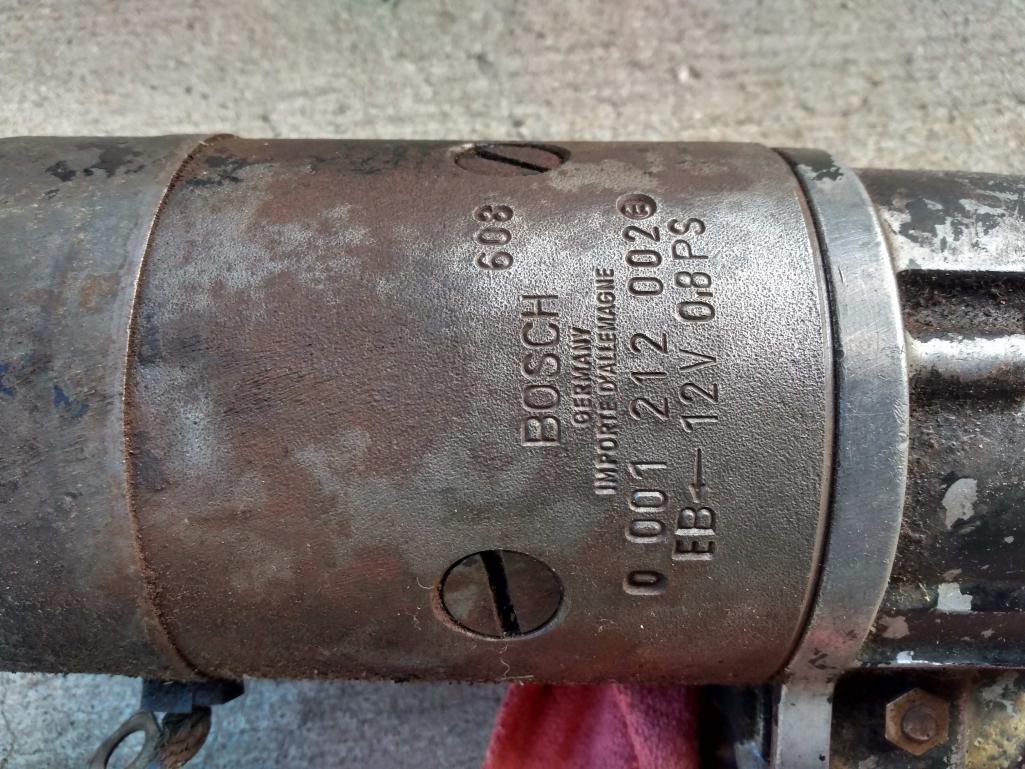 608
BOSCH
GERMANY
IMPORTE D'ALLEMAGNE
0 001 212 002
EB ← 12V 0.8PS